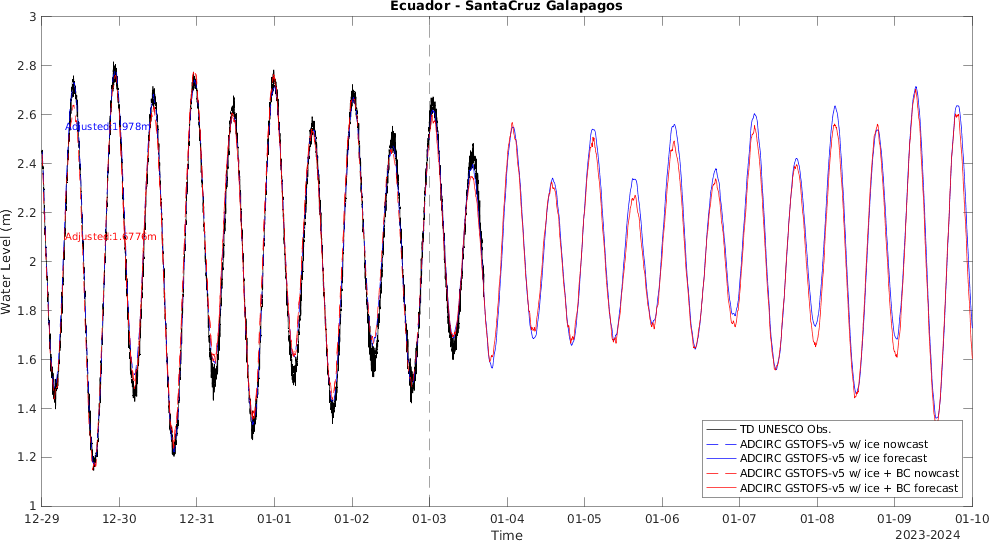 Ecuador - SantaCruz Galapagos
3
2.8
2.6
2.4
2.2
2
1.8
1.6
1.4
1.2
1
Water Level (m)
Adjusted:1.978m
Adjusted:1.6776m
TD UNESCO Obs.
ADCIRC GSTOFS-v5 w/ ice nowcast
ADCIRC GSTOFS-v5 w/ ice forecast
ADCIRC GSTOFS-v5 w/ ice + BC nowcast
ADCIRC GSTOFS-v5 w/ ice + BC forecast
12-29 12-30 12-31 01-01 01-02 01-03 01-04 01-05 01-06 01-07 01-08 01-09 01-10
Time
2023-2024